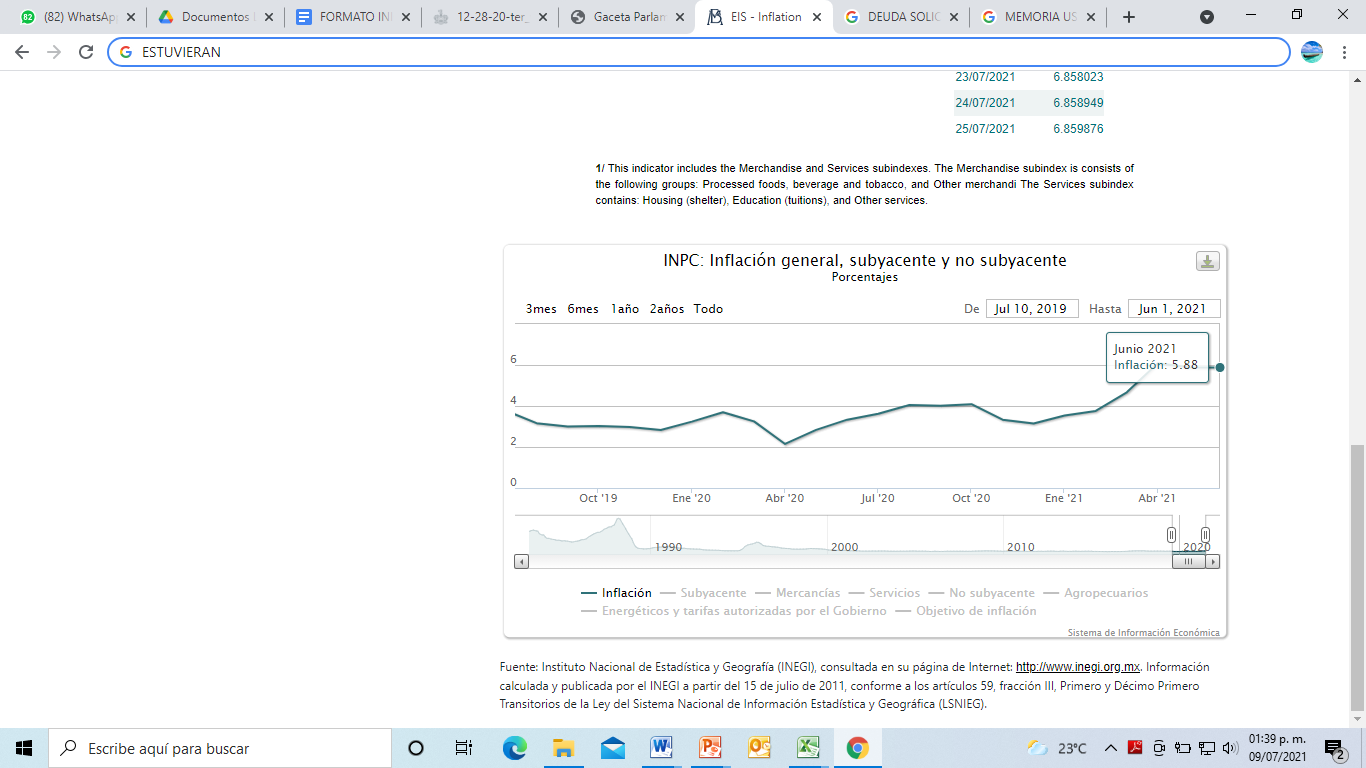 (82) WhatsAp
Documentos
FORMATO IN
12-28-20-ter_
Gaceta Parlam
EIS - Inflation
DEUDA SOLIC
MEMORIA US
ESTUVIERAN
23/07/2021 6.858023
24/07/2021 6.858949
25/07/2021 6.859876
1/ This indicator includes the Merchandise and Services subindexes. The Merchandise subindex is consists of
the following groups: Processed foods, beverage and tobacco, and Other merchandi The Services subindex
contains: Housing (shelter), Education (tuitions), and Other services.
INPC: Inflación general, subyacente y no subyacente
Porcentajes
3mes 6mes 1año 2años Todo De Jul 10, 2019 Hasta Jun 1, 2021
Junio 2021
Inflación: 5.88
6
4
2
0
Oct '19 Ene '20 Abr '20 Jul '20 Oct '20 Ene '21 Abr '21
1990 2000 2010 2020
Inflación Subyacente Mercancías Servicios No subyacente Agropecuarios
Energéticos y tarifas autorizadas por el Gobierno Objetivo de inflación
Sistema de Información Económica
Fuente: Instituto Nacional de Estadística y Geografía (INEGI), consultada en su página de Internet: http://www.inegi.org.mx. Información
calculada y publicada por el INEGI a partir del 15 de julio de 2011, conforme a los artículos 59, fracción III, Primero y Décimo Primero
Transitorios de la Ley del Sistema Nacional de Información Estadística y Geográfica (LSNIEG).
Escribe aquí para buscar
23°C
01:39 p. m.
09/07/2021
2